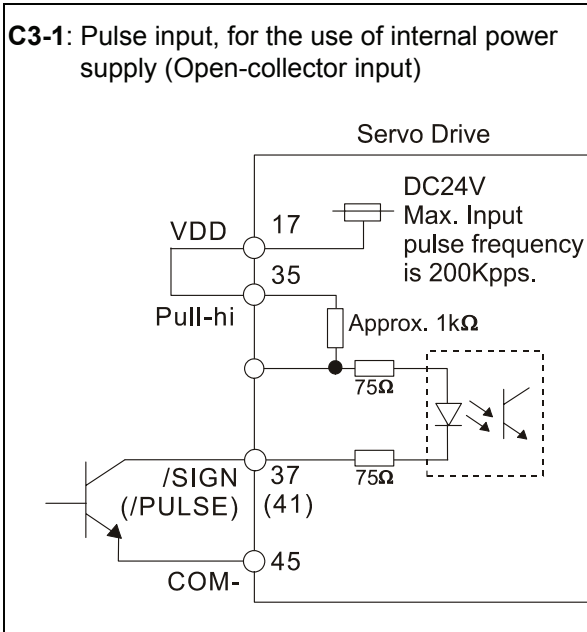 C3-1: Pulse input, for the use of internal power
supply (Open-collector input)
Servo Drive
DC24V
Max. Input
pulse frequency
is 200Kpps.
VDD
17
35
Pull-hi
Approx. 1kΩ
75Ω
/SIGN
(/PULSE)
37
(41)
75Ω
45
COM-